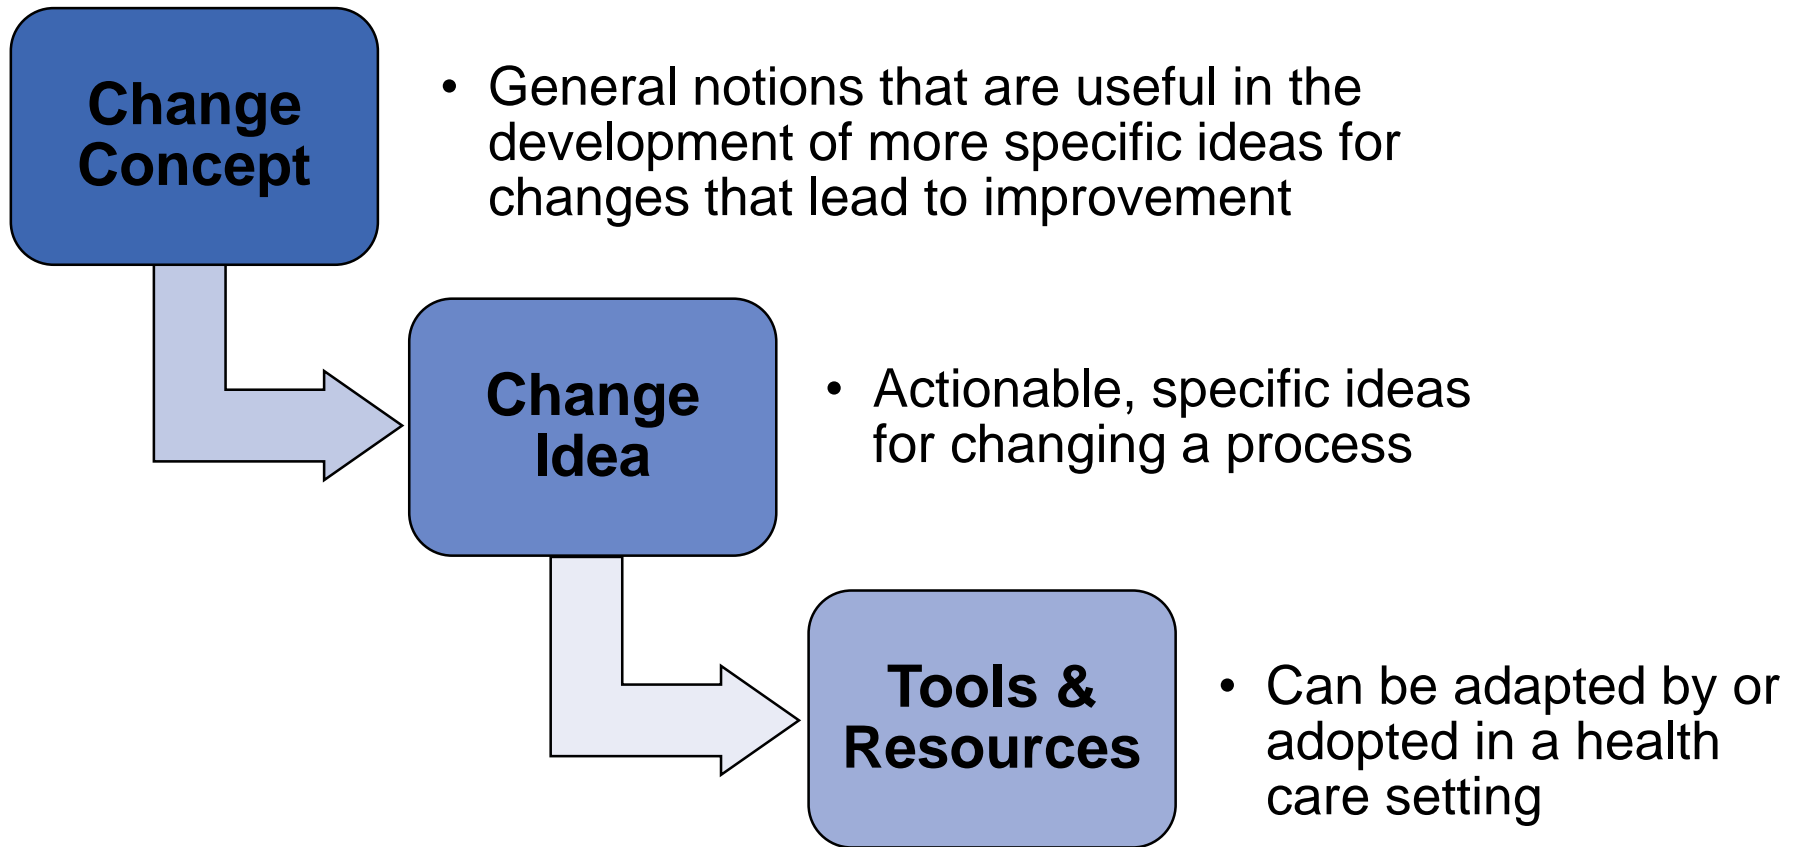 Change
Concept
• General notions that are useful in the
development of more specific ideas for
changes that lead to improvement
Change
Idea
• Actionable, specific ideas
for changing a process
Tools &
Resources
• Can be adapted by or
adopted in a health
care setting